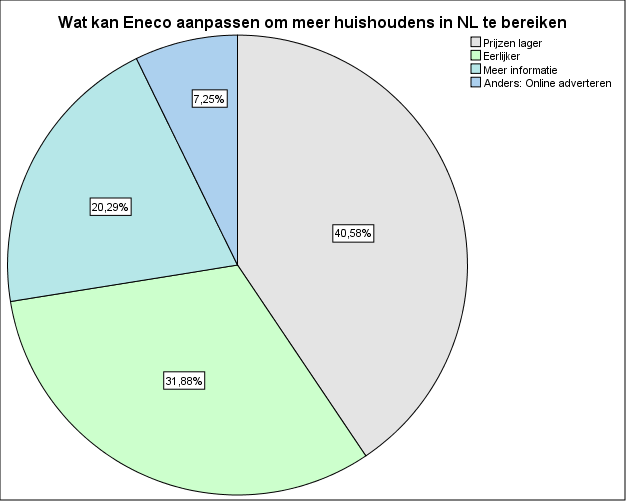 Wat kan Eneco aanpassen om meer huishoudens in NL te bereiken
Prijzen lager
Eerlijker
Meer informatie
Anders: Online adverteren
7,25%
20,29%
40,58%
31,88%